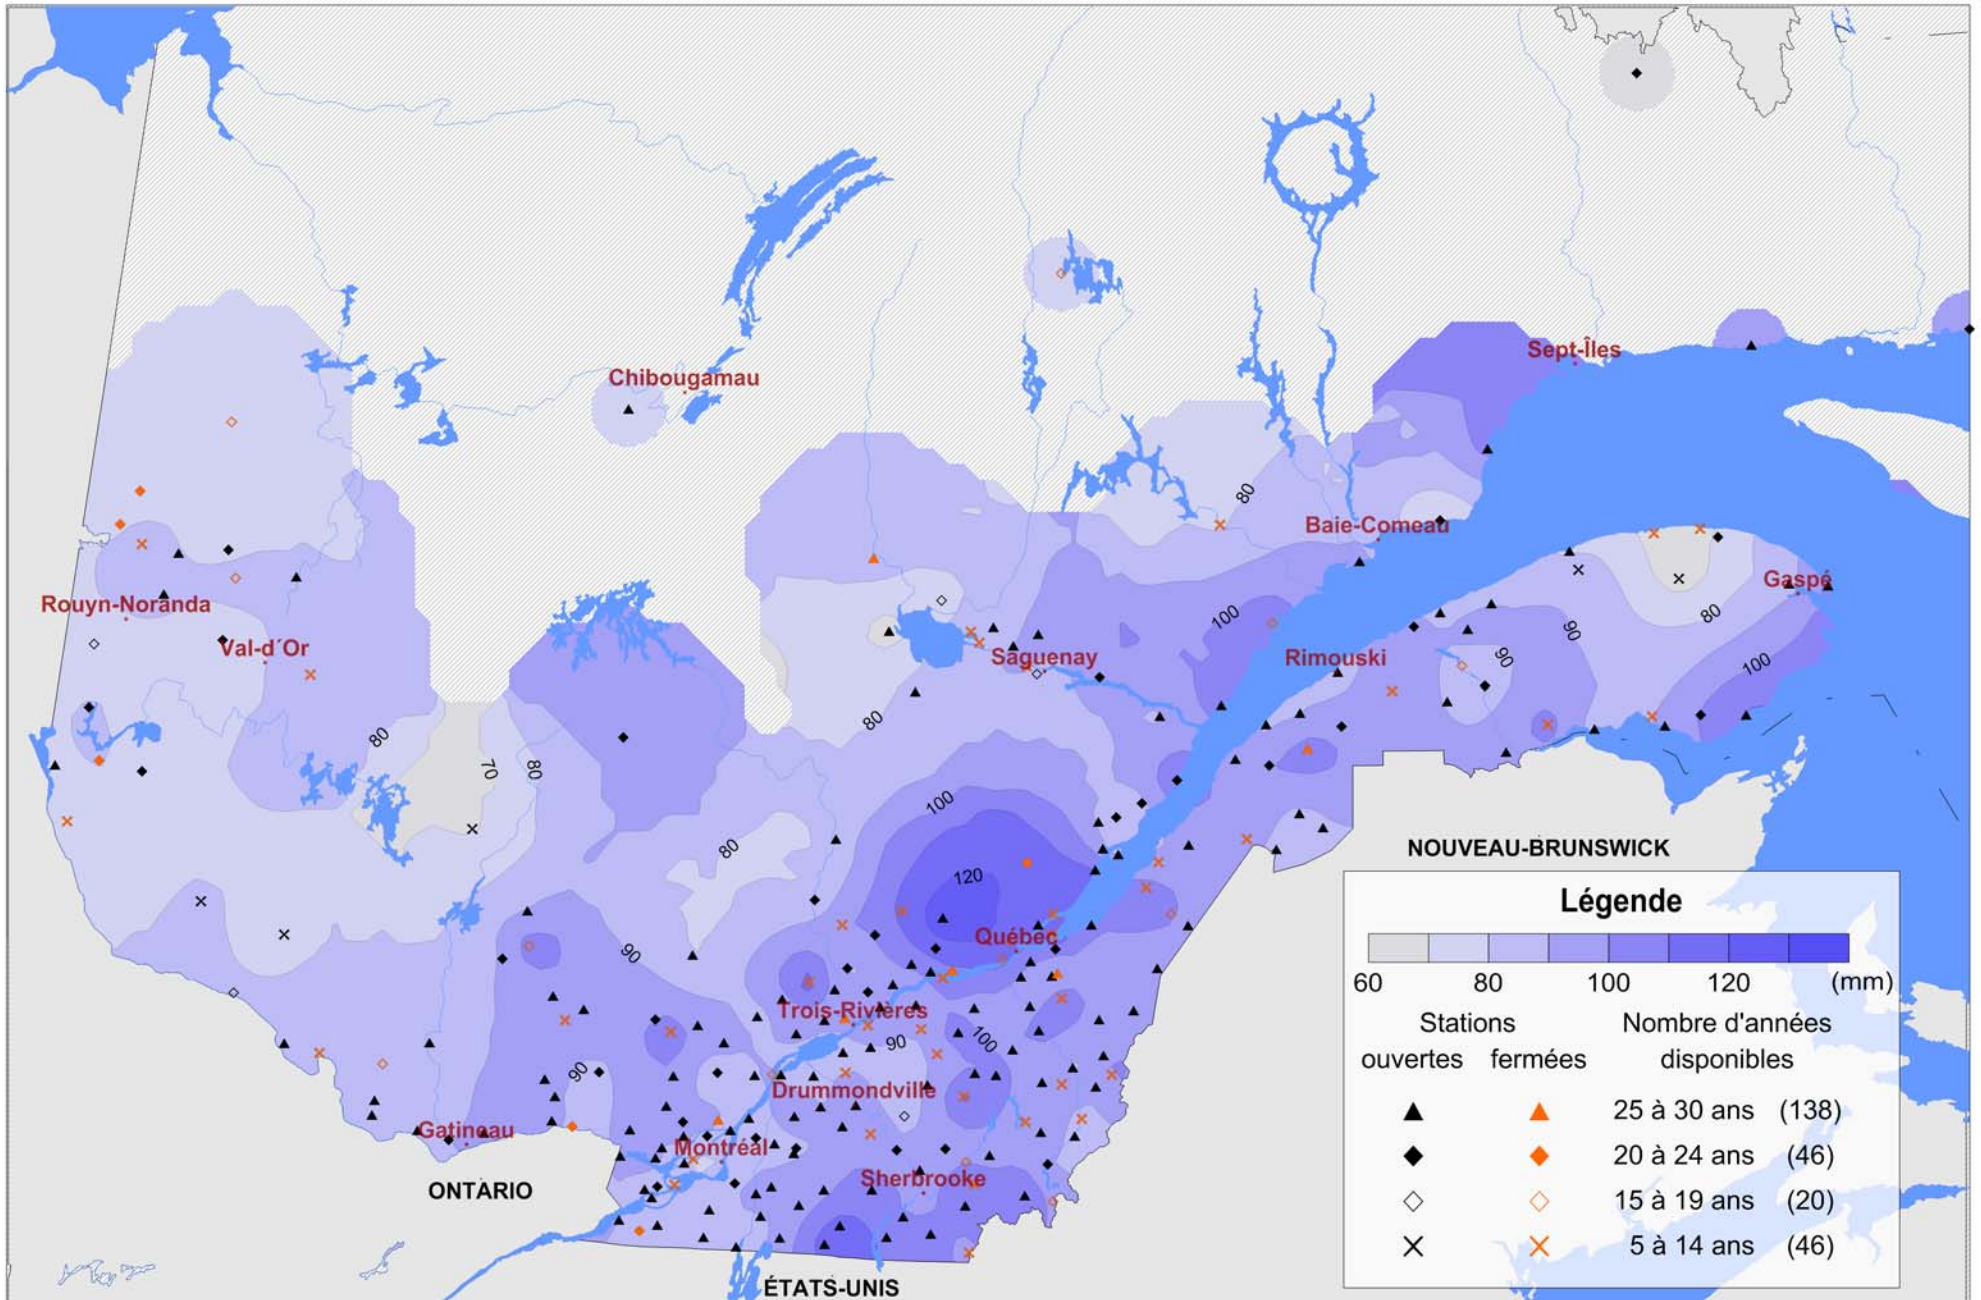 Sept-Îles
Chibougamau
80
Baie-Comeau
Gaspé
Rouyn-Noranda
100
80
Val-d´Or
Saguenay
Rimouski
90
90
100
80
80
70
80
100
80
120
NOUVEAU-BRUNSWICK
Québec
90
Trois-Rivières
90
100
90
Drummondville
Gatineau
Montréal
Sherbrooke
ONTARIO
ÉTATS-UNIS
Légende
60 80 100 120 (mm)
Stations Nombre d'années
ouvertes fermées disponibles
25 à 30 ans (138)
20 à 24 ans (46)
15 à 19 ans (20)
5 à 14 ans (46)